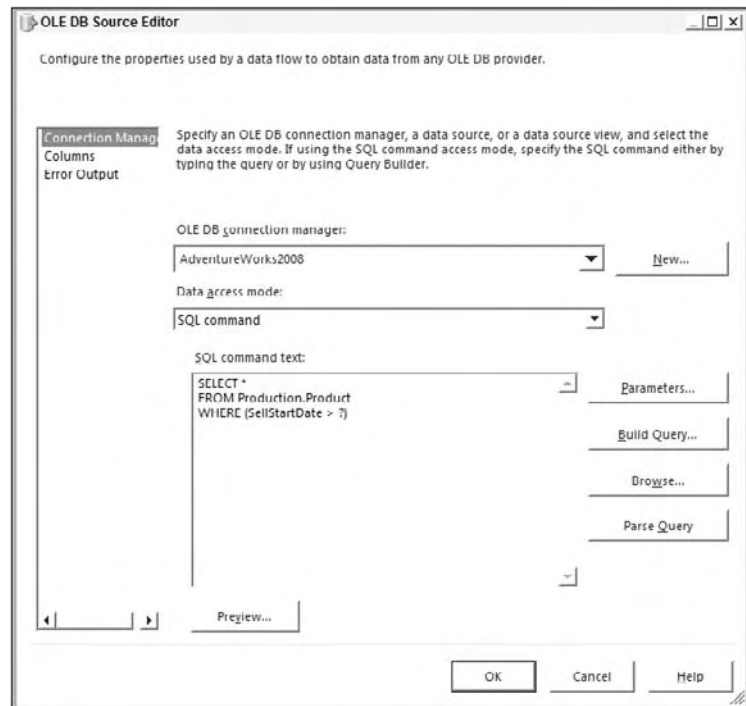 OLE DB Source Editor
Configure the properties used by a data flow to obtain data from any OLE DB provider.
Connection Manag
Columns
Error Output
Specify an OLE DB connection manager, a data source, or a data source view, and select the
data access mode. If using the SQL command access mode, specify the SQL command either by
typing the query or by using Query Builder.
OLE DB connection manager:
AdventureWorks2008
New...
Data access mode:
SQL command
SQL command text:
SELECT *
FROM Production.Product
WHERE (SellStartDate > ?)
Parameters...
Build Query...
Browse...
Parse Query
Preview...
OK
Cancel
Help